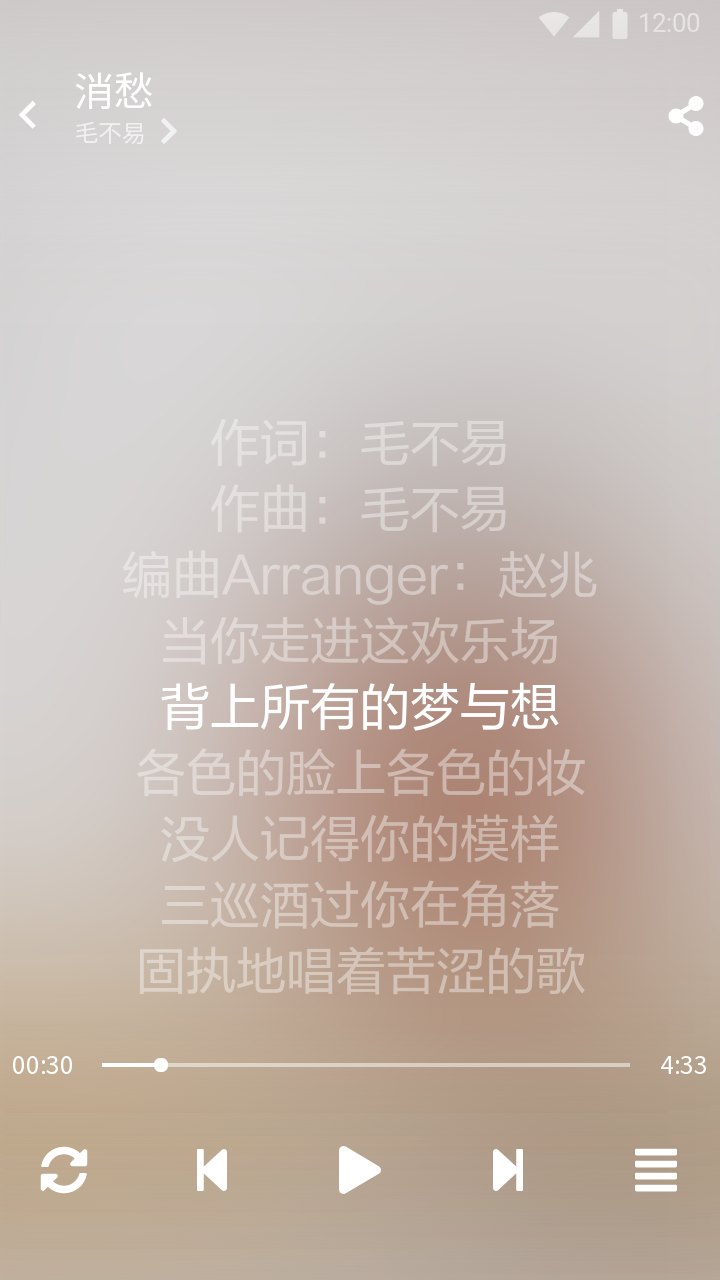 12:00
消愁
毛不易
作词：毛不易
作曲：毛不易
编曲Arranger：赵兆
当你走进这欢乐场
背上所有的梦与想
各色的脸上各色的妆
没人记得你的模样
三巡酒过你在角落
固执地唱着苦涩的歌
00:30
4:33